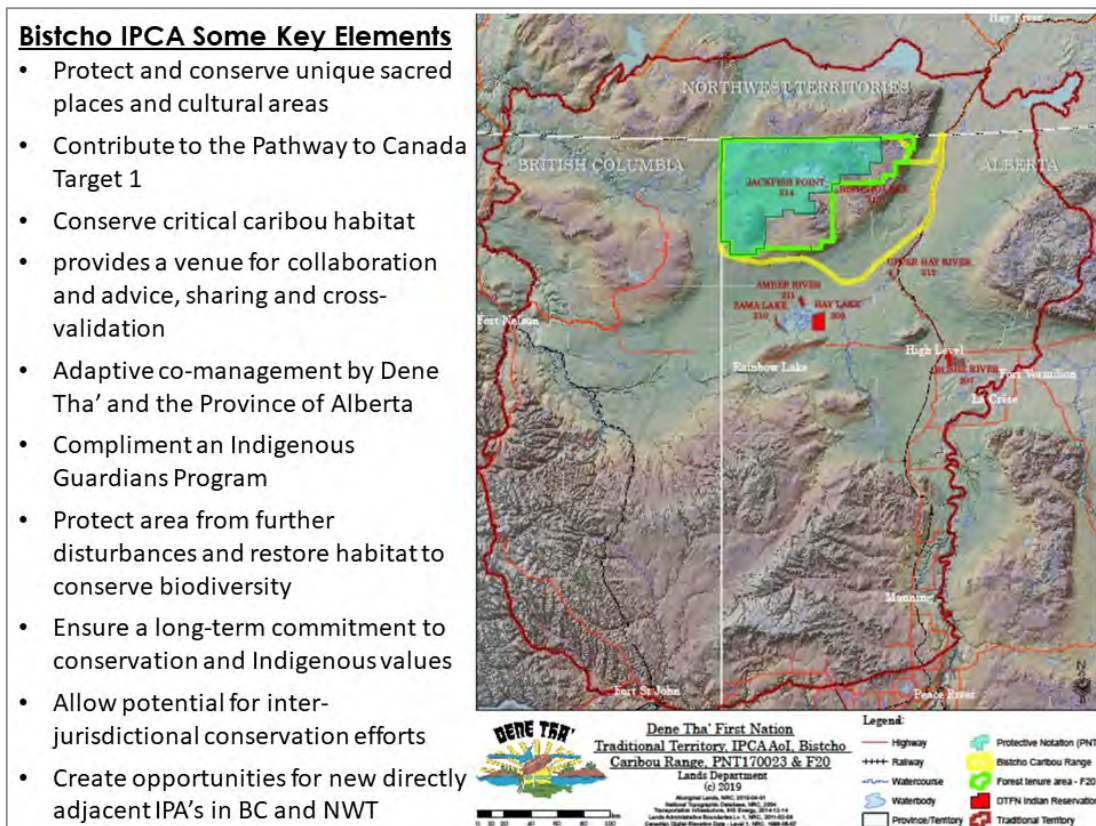 Bistcho IPCA Some Key Elements
• Protect and conserve unique sacred
places and cultural areas
• Contribute to the Pathway to Canada
Target 1
• Conserve critical caribou habitat
• provides a venue for collaboration
and advice, sharing and cross-
validation
• Adaptive co-management by Dene
Tha' and the Province of Alberta
• Compliment an Indigenous
Guardians Program
• Protect area from further
disturbances and restore habitat to
conserve biodiversity
• Ensure a long-term commitment to
conservation and Indigenous values
• Allow potential for inter-
jurisdictional conservation efforts
• Create opportunities for new directly
adjacent IPA's in BC and NWT
Hay River
NORTHWEST TERRITORIES
BRITISH COLUMBIA
ALBERTA
JACKFISH POINT
214
UPPER HAY RIVER
212
AMBER RIVER
211
ZAMA LAKE
210
HAY LAKE
209
Fort Nelson
High Level
Rainbow Lake
BUSHE RIVER
207
Fort Vermilion
La Crête
Manning
Fort St John
Peace River
N
DENE THA'
Dene Tha' First Nation
Traditional Territory, IPCA AoI, Bistcho
Caribou Range, PNT170023 & F20
Lands Department
(c) 2019
Legend:
Highway
Railway
Watercourse
Waterbody
Province/Territory
Protective Notation (PNT
Bistcho Caribou Range
Forest tenure area - F20
DTFN Indian Reservation
Traditional Territory